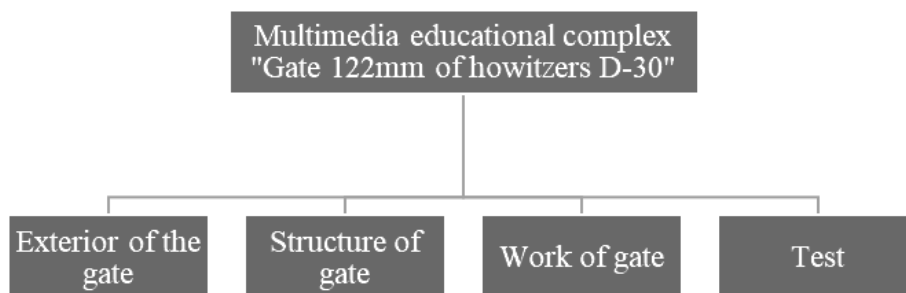 Multimedia educational complex
"Gate 122mm of howitzers D-30"
Exterior of the
gate
Structure of
gate
Work of gate
Test